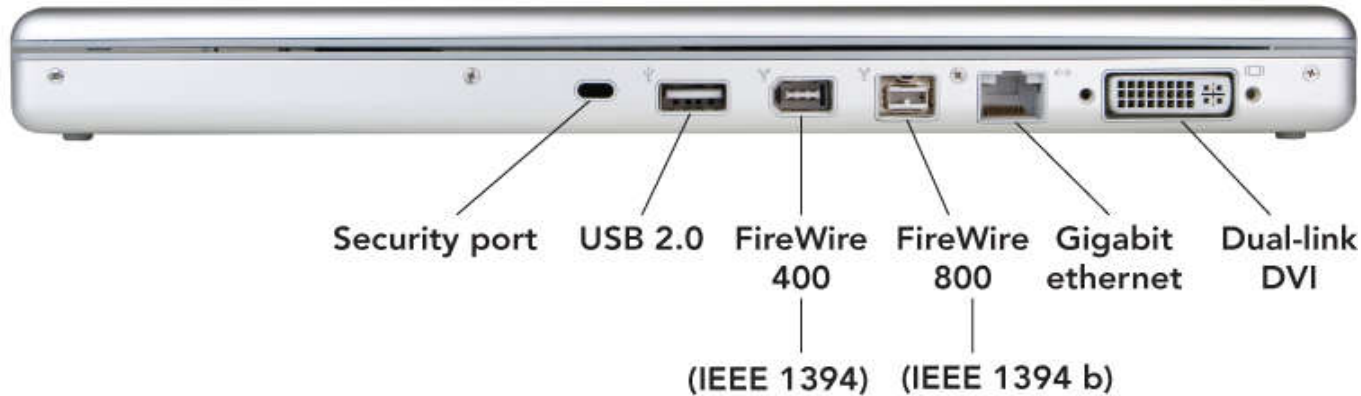 Security port
USB 2.0
FireWire
400
FireWire
800
Gigabit
ethernet
Dual-link
DVI
(IEEE 1394)
(IEEE 1394 b)